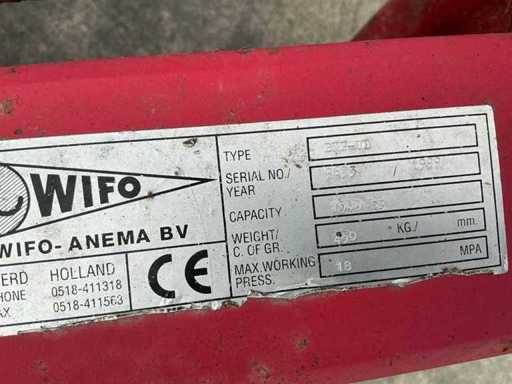 WIFO
WIFO- ANEMA BV
ERD HOLLAND
HONE 0518-411318
AX 0518-411563
CE
TYPE
SERIAL NO./ /
YEAR
CAPACITY
WEIGHT/ KG./ mm.
C. OF GR.
MAX.WORKING 18 MPA
PRESS.